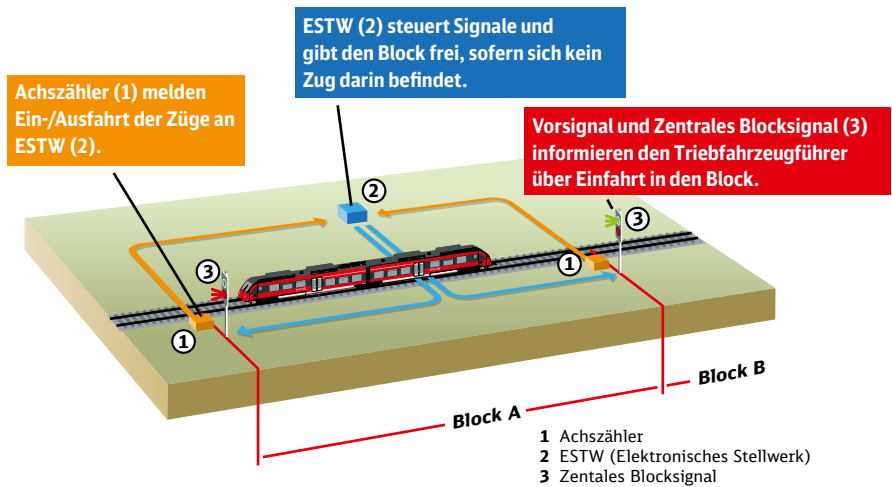 ESTW (2) steuert Signale und
gibt den Block frei, sofern sich kein
Zug darin befindet.
Achszähler (1) melden
Ein-/Ausfahrt der Züge an
ESTW (2).
Vorsignal und Zentrales Blocksignal (3)
informieren den Triebfahrzeugführer
über Einfahrt in den Block.
2
3
3
1
1
Block B
Block A
1 Achszähler
2 ESTW (Elektronisches Stellwerk)
3 Zentales Blocksignal